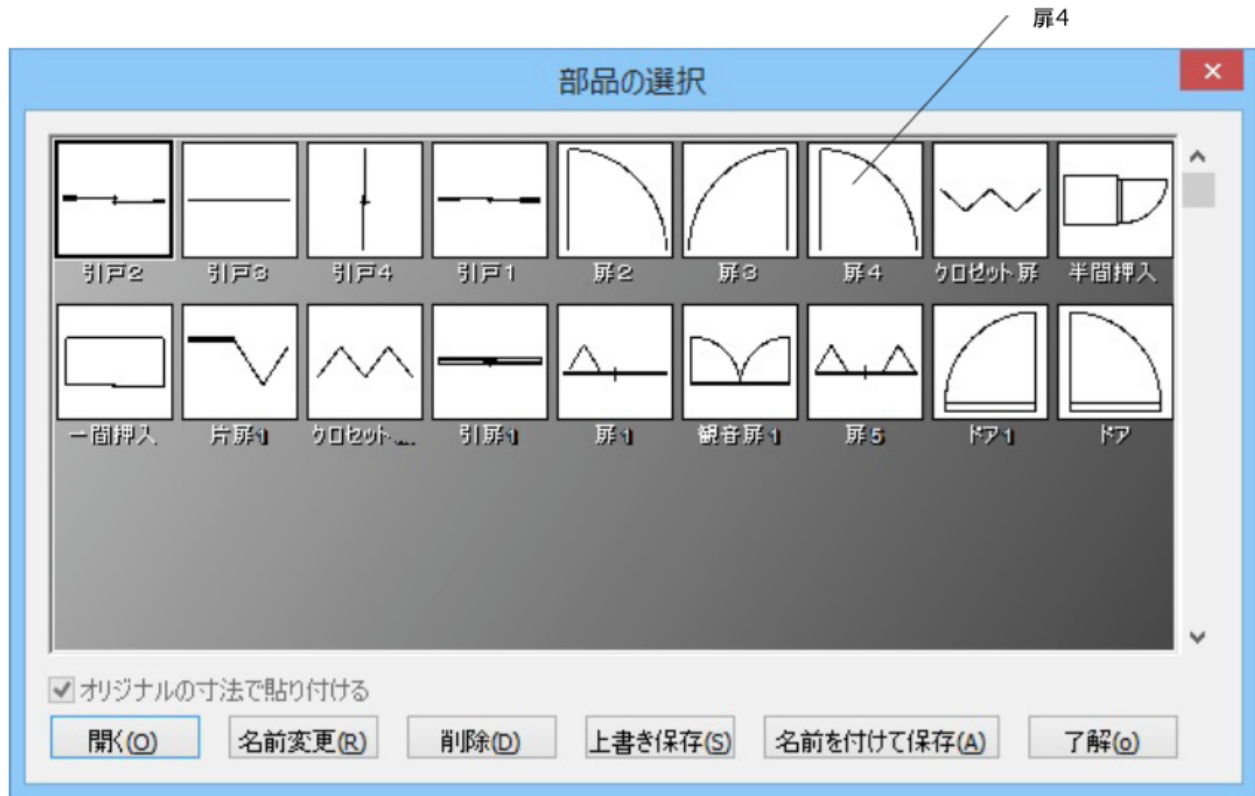 扉4
部品の選択
引戸2 引戸3 引戸4 引戸1 扉2 扉3 扉4 クロゼット扉 半間押入
一間押入 片扉1 クロセット... 引扉1 扉1 観音扉1 扉5 ドア1 ドア
オリジナルの寸法で貼り付ける
開く(O) 名前変更(R) 削除(D) 上書き保存(S) 名前を付けて保存(A) 了解(o)